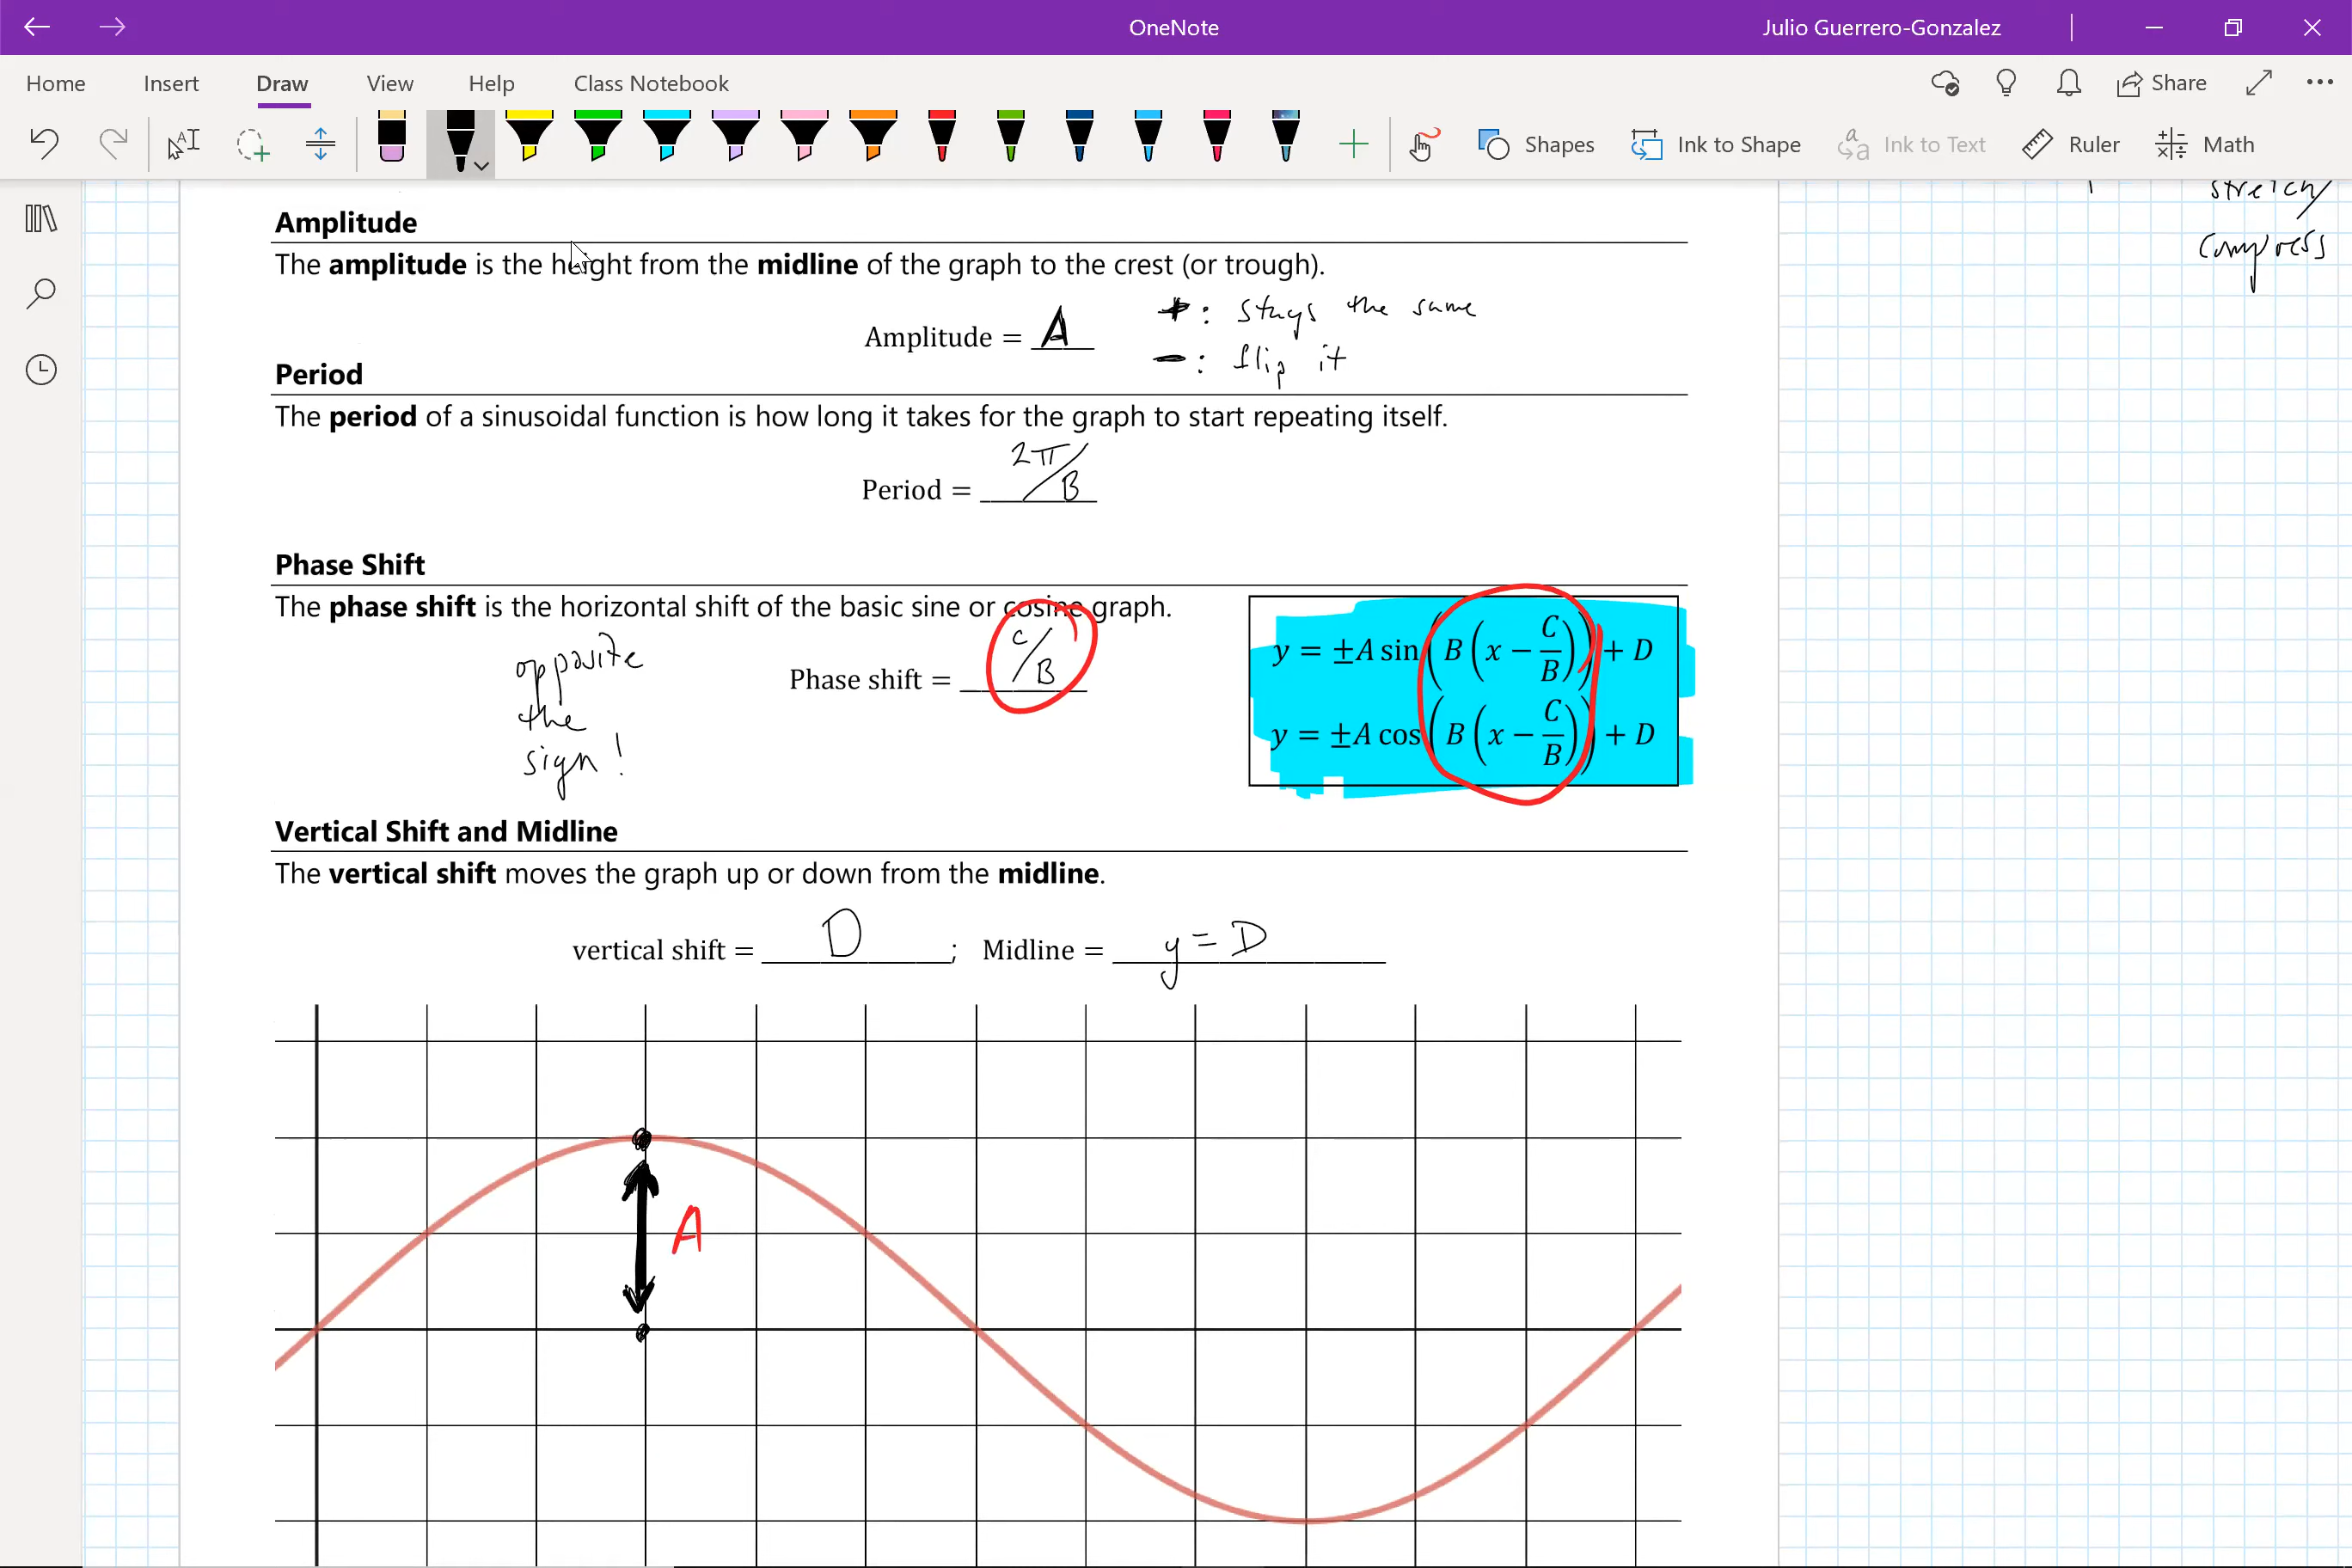 OneNote
Julio Guerrero-Gonzalez
Home Insert Draw View Help Class Notebook Share
Shapes Ink to Shape Ink to Text Ruler Math
stretch/
compress
Amplitude
The amplitude is the height from the midline of the graph to the crest (or trough).
Amplitude = A
+: stays the same
−: flip it
Period
The period of a sinusoidal function is how long it takes for the graph to start repeating itself.
Period = 2π/B
Phase Shift
The phase shift is the horizontal shift of the basic sine or cosine graph.
opposite
the
sign!
Phase shift = C/B
y = ±A sin(B(x − C/B)) + D
y = ±A cos(B(x − C/B)) + D
Vertical Shift and Midline
The vertical shift moves the graph up or down from the midline.
vertical shift = D ; Midline = y = D
A